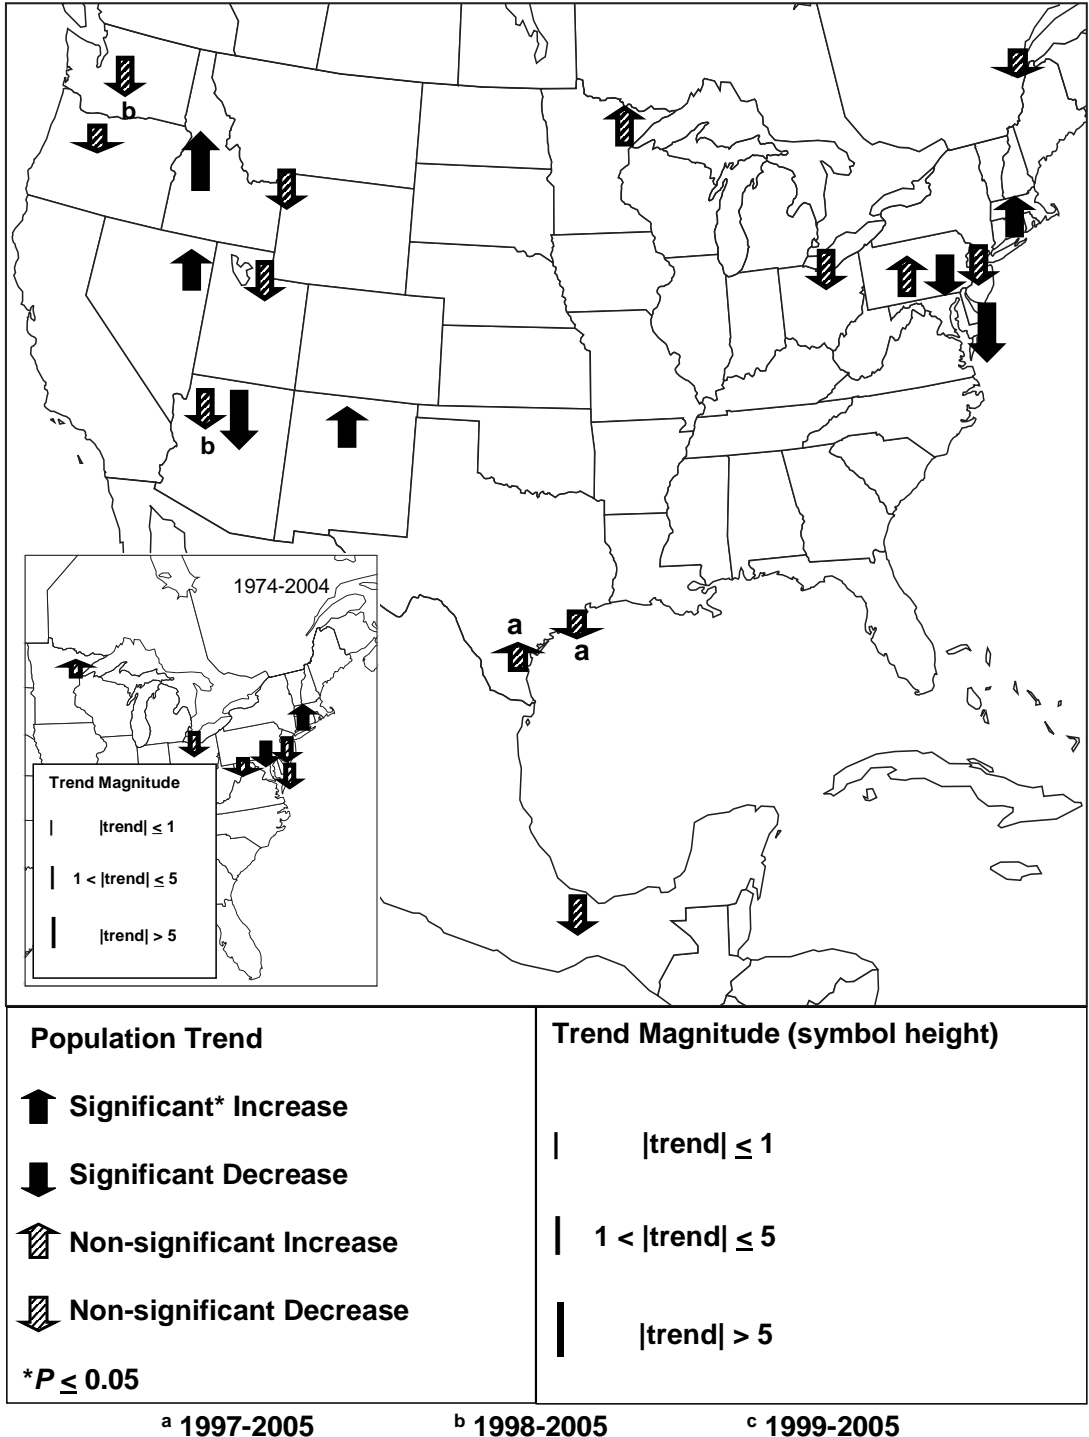 b
b
a
a
1974-2004
Trend Magnitude
|trend| ≤ 1
1 < |trend| ≤ 5
|trend| > 5
Population Trend
Significant* Increase
Significant Decrease
Non-significant Increase
Non-significant Decrease
*P ≤ 0.05
Trend Magnitude (symbol height)
|trend| ≤ 1
1 < |trend| ≤ 5
|trend| > 5
a 1997-2005 b 1998-2005 c 1999-2005